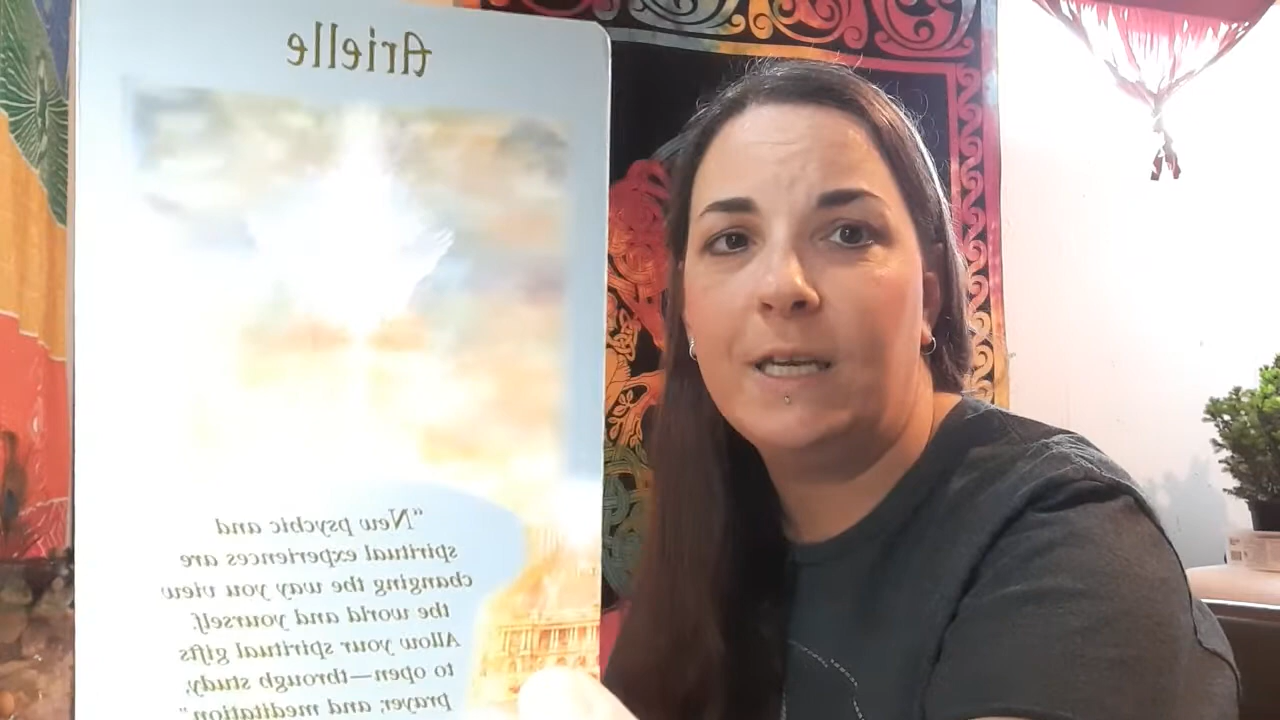 Arielle
“New psychic and
spiritual experiences are
changing the way you view
the world and yourself.
Allow your spiritual gifts
to open—through study,
prayer, and meditation.”